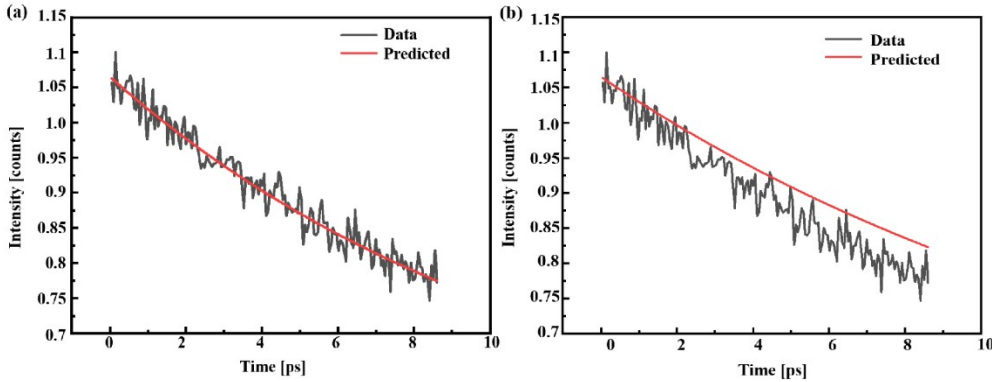 (a)
1.15
1.1
1.05
1.0
0.95
0.9
0.85
0.8
0.75
0.7
Intensity [counts]
Data
Predicted
0 2 4 6 8 10
Time [ps]
(b)
1.15
1.1
1.05
1.0
0.95
0.9
0.85
0.8
0.75
0.7
Intensity [counts]
Data
Predicted
0 2 4 6 8 10
Time [ps]